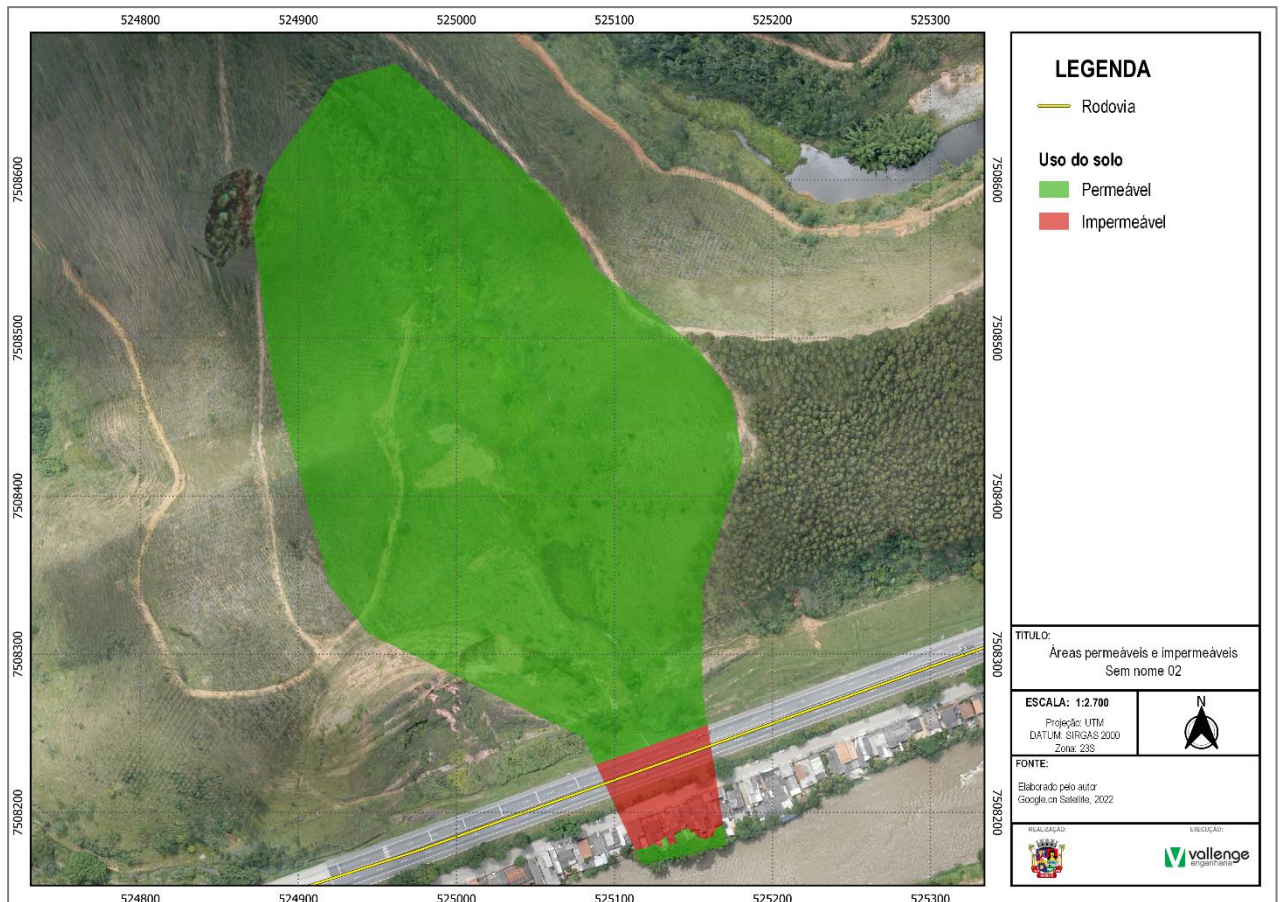 524800 524900 525000 525100 525200 525300
7508600
7508500
7508400
7508300
7508200
7508600
7508500
7508400
7508300
7508200
524800 524900 525000 525100 525200 525300
LEGENDA
Rodovia
Uso do solo
Permeável
Impermeável
TÍTULO:
Áreas permeáveis e impermeáveis
Sem nome 02
ESCALA: 1:2.700
Projeção: UTM
DATUM: SIRGAS 2000
Zona: 23S
N
FONTE:
Elaborado pelo autor
Google.cn Satellite, 2022
REALIZAÇÃO:
EXECUÇÃO:
vallenge
engenharia